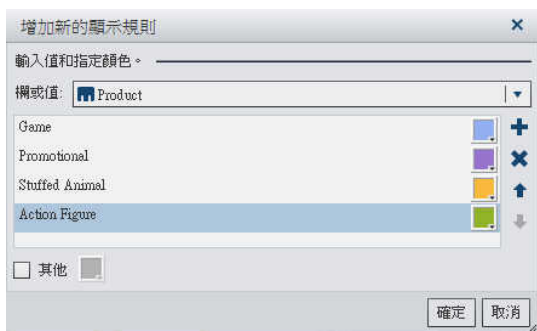 增加新的顯示規則
輸入值和指定顏色。
欄或值: Product
Game
Promotional
Stuffed Animal
Action Figure
其他
確定 取消